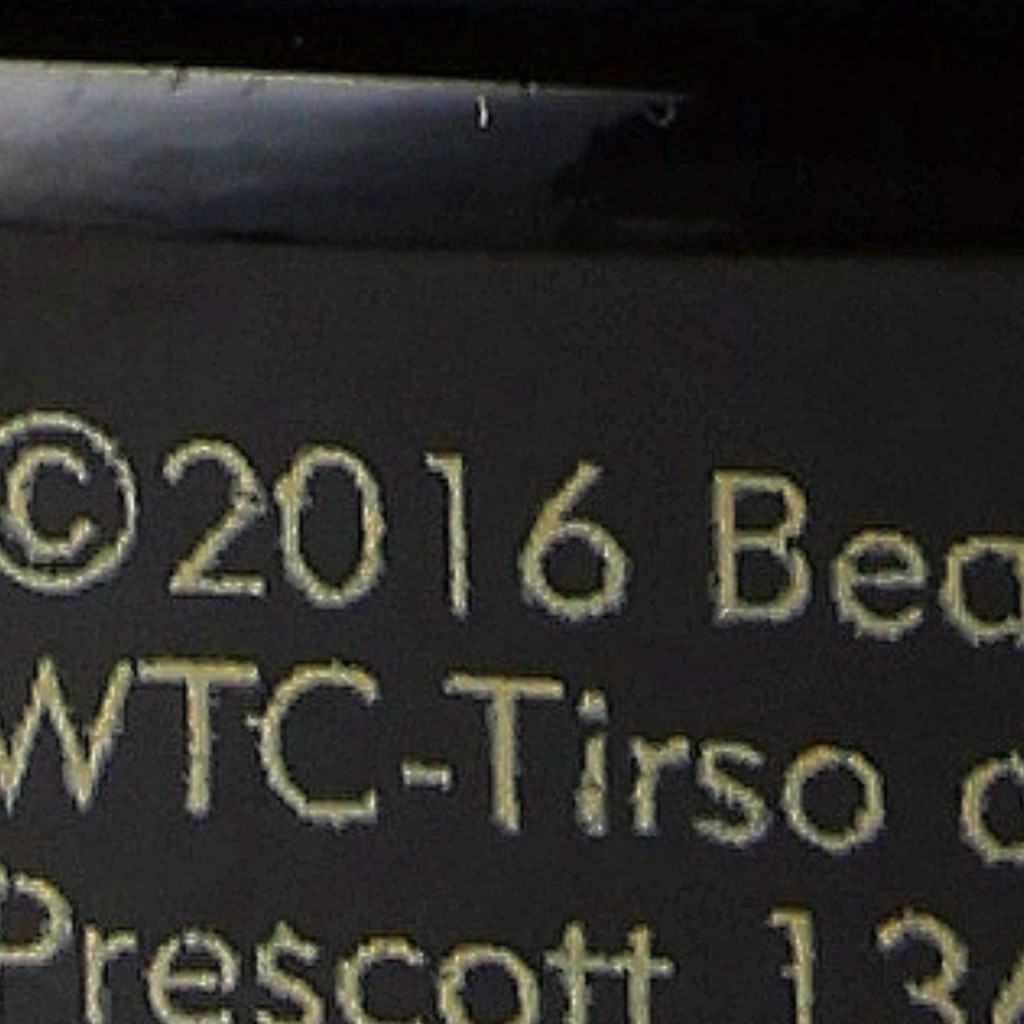 ©2016 Bea
WTC-Tirso
Prescott 13